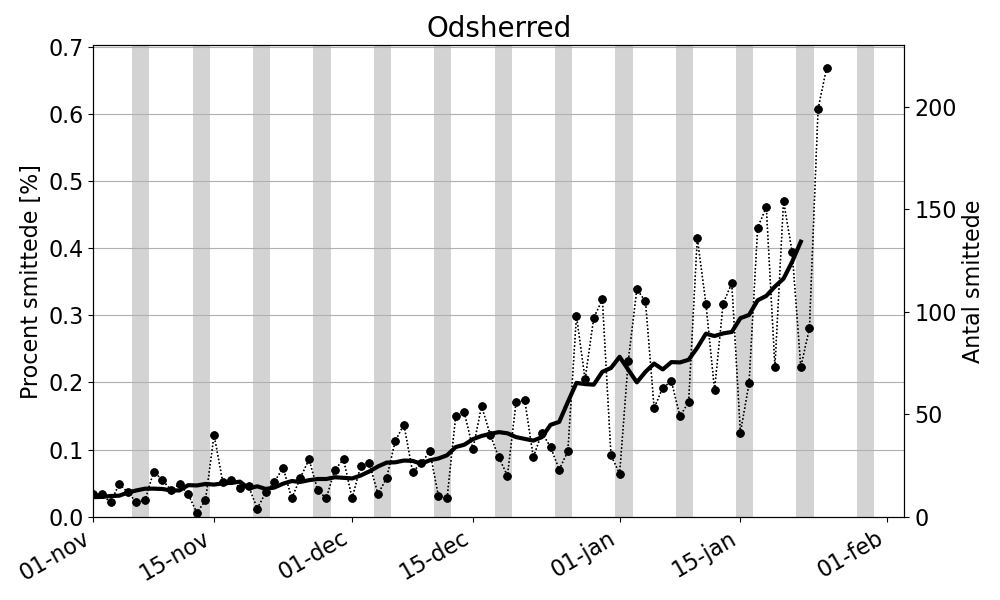 Odsherred
Procent smittede [%]
0.7
0.6
0.5
0.4
0.3
0.2
0.1
0.0
200
150
100
50
0
Antal smittede
01-nov
15-nov
01-dec
15-dec
01-jan
15-jan
01-feb